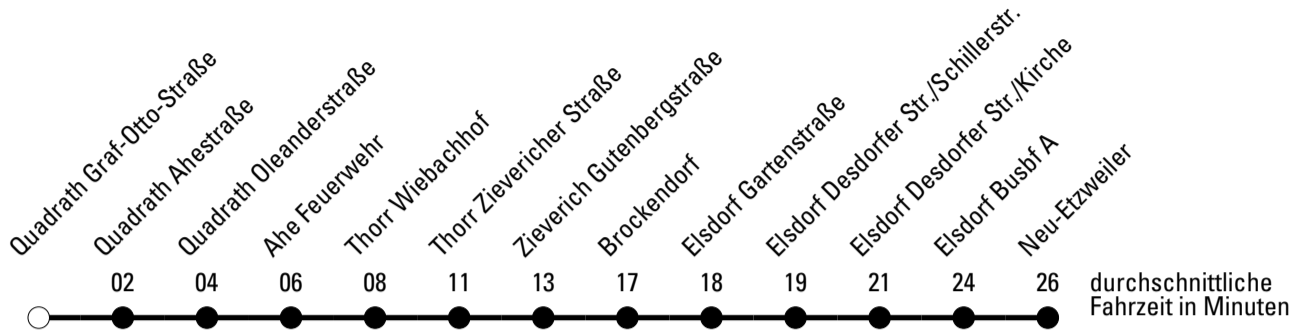 Quadrath Graf-Otto-Straße
Quadrath Ahestraße
Quadrath Oleanderstraße
Ahe Feuerwehr
Thorr Wiebachhof
Thorr Zievericher Straße
Zieverich Gutenbergstraße
Brockendorf
Elsdorf Gartenstraße
Elsdorf Desdorfer Str./Schillerstr.
Elsdorf Desdorfer Str./Kirche
Elsdorf Busbf A
Neu-Etzweiler
02 04 06 08 11 13 17 18 19 21 24 26
durchschnittliche
Fahrzeit in Minuten